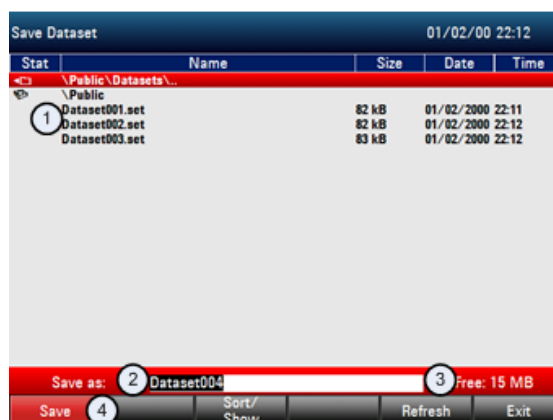 Save Dataset 01/02/00 22:12
Stat Name Size Date Time
\Public\Datasets\..
\Public
1 Dataset001.set 82 kB 01/02/2000 22:11
Dataset002.set 82 kB 01/02/2000 22:12
Dataset003.set 83 kB 01/02/2000 22:12
Save as: 2 Dataset004 3 Free: 15 MB
Save 4 Sort/ Refresh Exit
Show